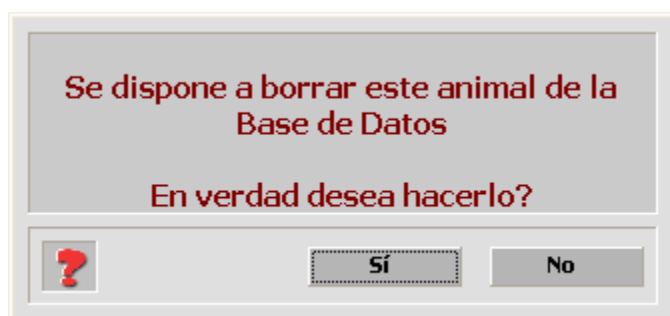 Se dispone a borrar este animal de la
Base de Datos
En verdad desea hacerlo?
Sí
No